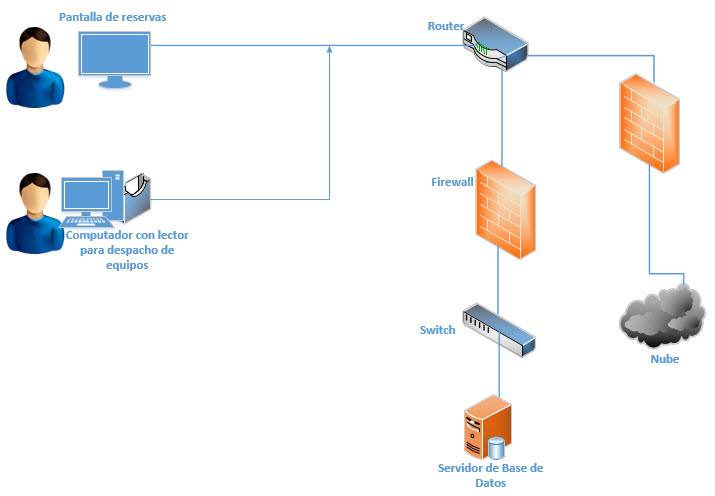 Pantalla de reservas
Router
Firewall
Computador con lector
para despacho de
equipos
Switch
Nube
Servidor de Base de
Datos